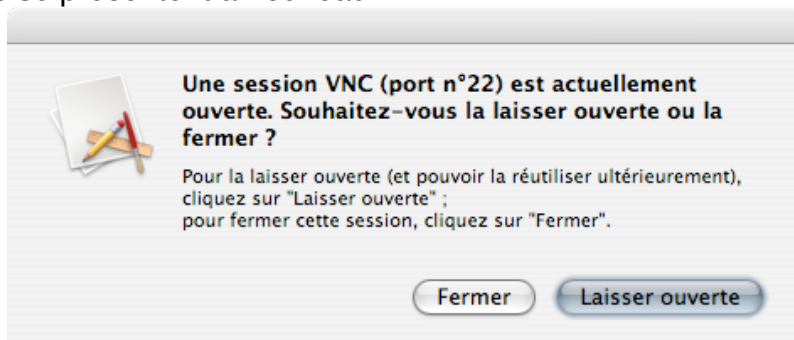 Une session VNC (port n°22) est actuellement
ouverte. Souhaitez-vous la laisser ouverte ou la
fermer ?
Pour la laisser ouverte (et pouvoir la réutiliser ultérieurement),
cliquez sur "Laisser ouverte" ;
pour fermer cette session, cliquez sur "Fermer".
Fermer
Laisser ouverte